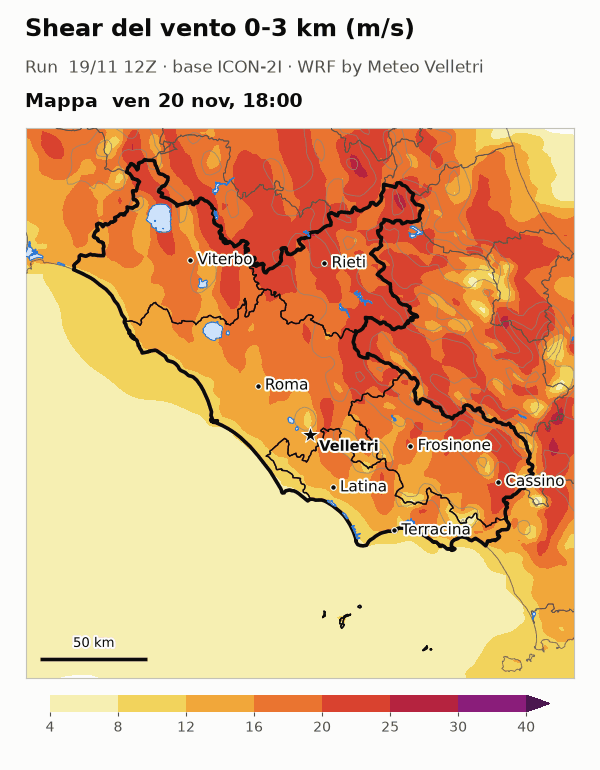 Shear del vento 0-3 km (m/s)
Run 19/11 12Z · base ICON-2I · WRF by Meteo Velletri
Mappa ven 20 nov, 18:00
Viterbo
Rieti
Roma
Velletri
Frosinone
Latina
Cassino
Terracina
50 km
4 8 12 16 20 25 30 40